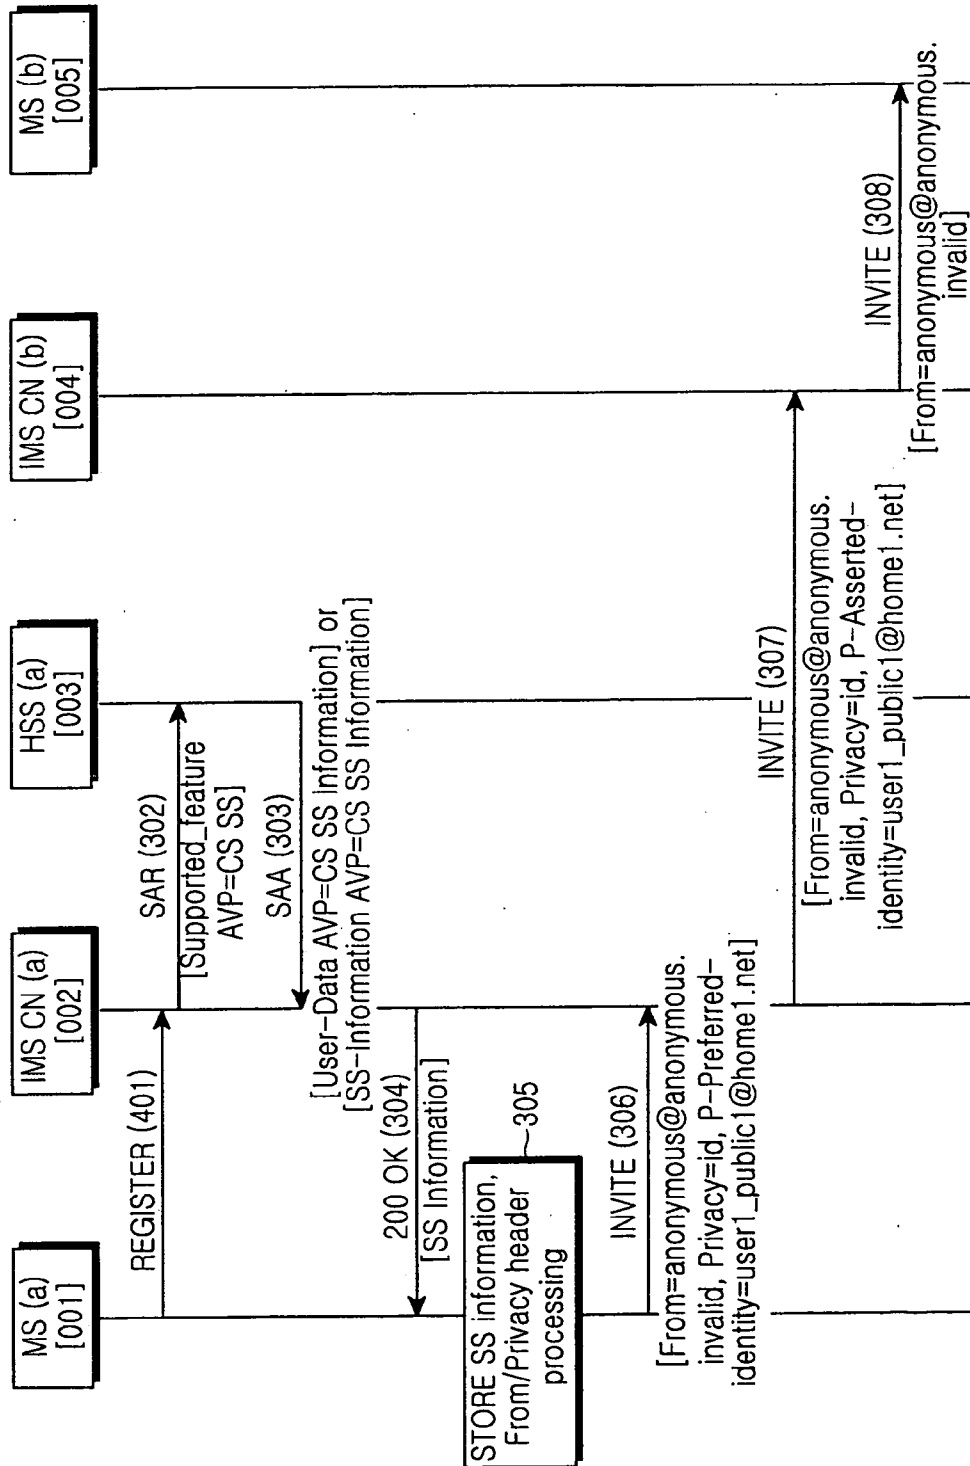 MS (a)
[001]
IMS CN (a)
[002]
HSS (a)
[003]
IMS CN (b)
[004]
MS (b)
[005]
REGISTER (401)
SAR (302)
[Supported_feature
AVP=CS SS]
SAA (303)
[User-Data AVP=CS SS Information] or
[SS-Information AVP=CS SS Information]
200 OK (304)
[SS Information]
STORE SS information,
From/Privacy header
processing
305
INVITE (306)
[From=anonymous@anonymous.
invalid, Privacy=id, P-Preferred-
identity=user1_public1@home1.net]
INVITE (307)
[From=anonymous@anonymous.
invalid, Privacy=id, P-Asserted-
identity=user1_public1@home1.net]
INVITE (308)
[From=anonymous@anonymous.
invalid]